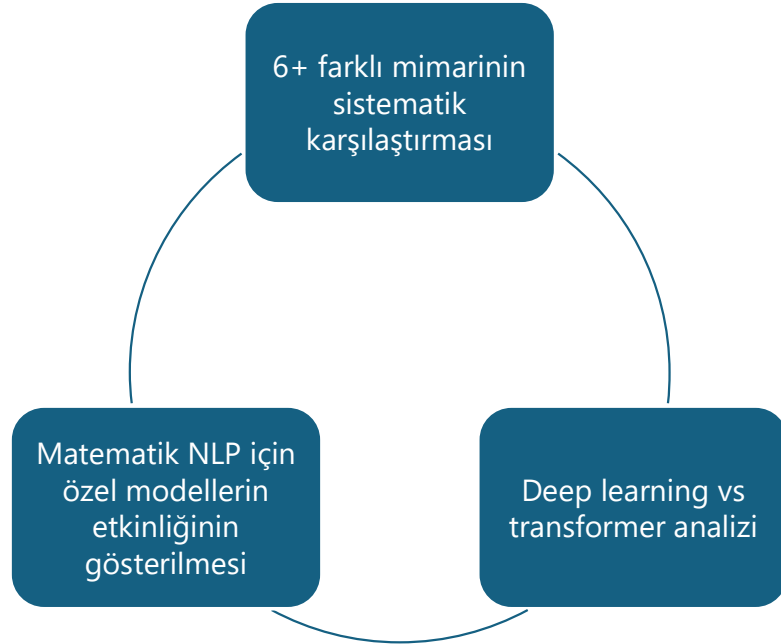 6+ farklı mimarinin
sistematik
karşılaştırması
Matematik NLP için
özel modellerin
etkinliğinin
gösterilmesi
Deep learning vs
transformer analizi